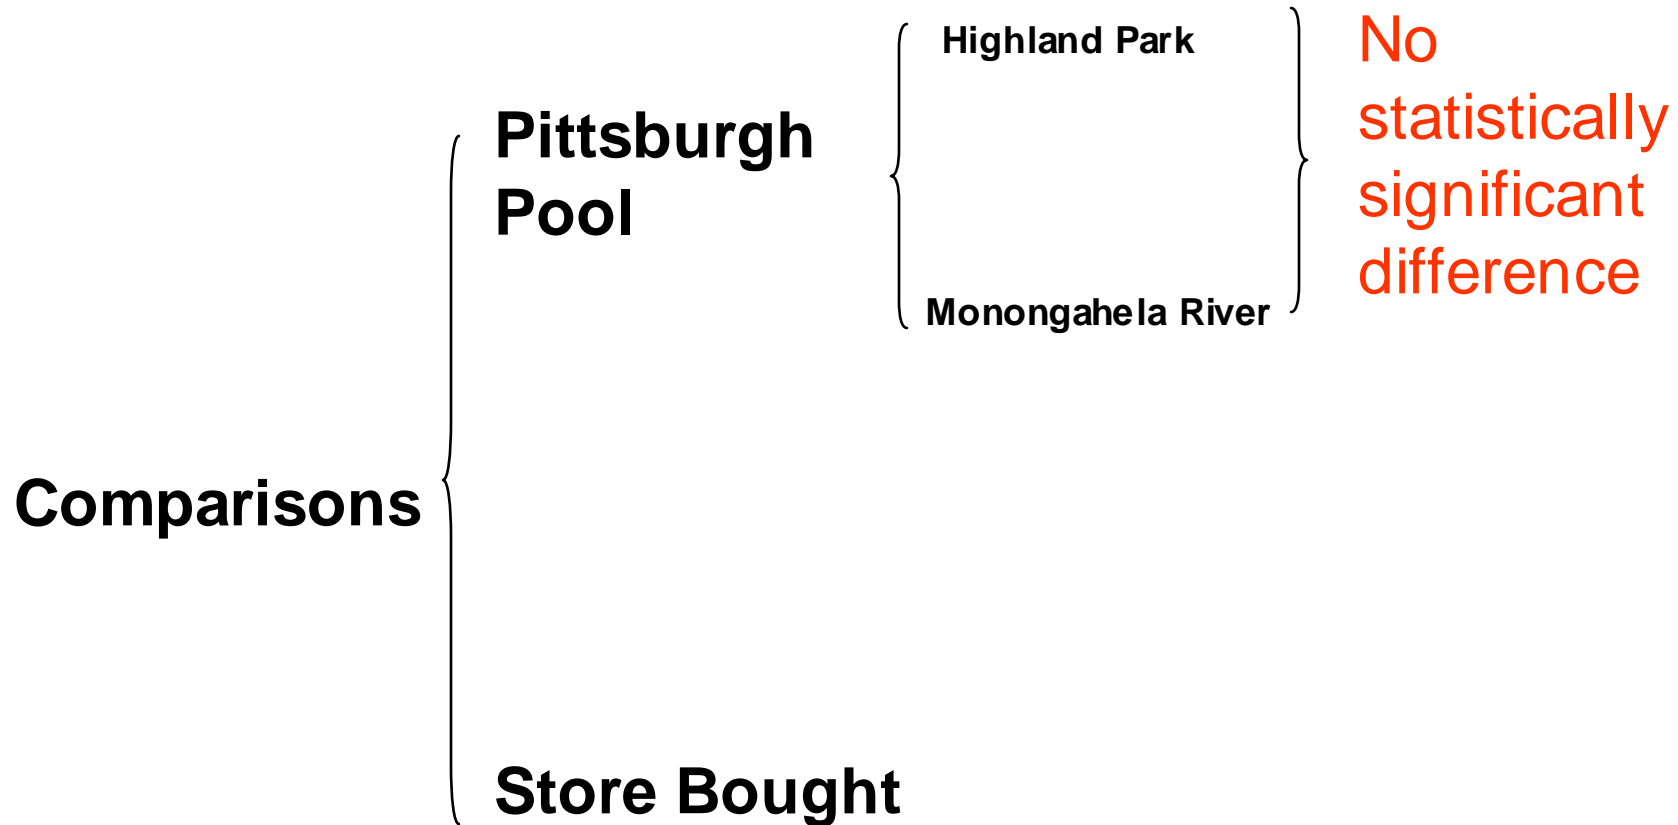 Highland Park
No
statistically
significant
difference
Pittsburgh
Pool
Monongahela River
Comparisons
Store Bought